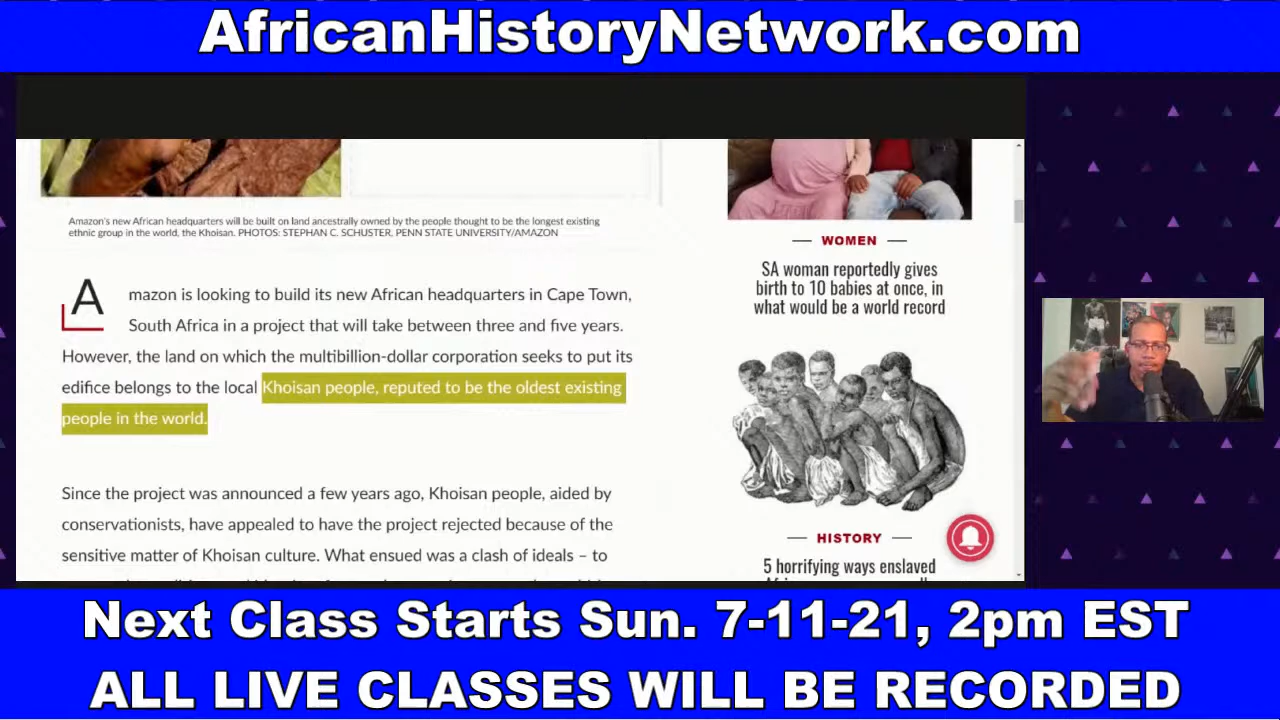 AfricanHistoryNetwork.com
Amazon's new African headquarters will be built on land ancestrally owned by the people thought to be the longest existing
ethnic group in the world, the Khoisan. PHOTOS: STEPHAN C. SCHUSTER, PENN STATE UNIVERSITY/AMAZON
Amazon is looking to build its new African headquarters in Cape Town,
South Africa in a project that will take between three and five years.
However, the land on which the multibillion-dollar corporation seeks to put its
edifice belongs to the local Khoisan people, reputed to be the oldest existing
people in the world.
Since the project was announced a few years ago, Khoisan people, aided by
conservationists, have appealed to have the project rejected because of the
sensitive matter of Khoisan culture. What ensued was a clash of ideals – to
WOMEN
SA woman reportedly gives
birth to 10 babies at once, in
what would be a world record
HISTORY
5 horrifying ways enslaved
Next Class Starts Sun. 7-11-21, 2pm EST
ALL LIVE CLASSES WILL BE RECORDED